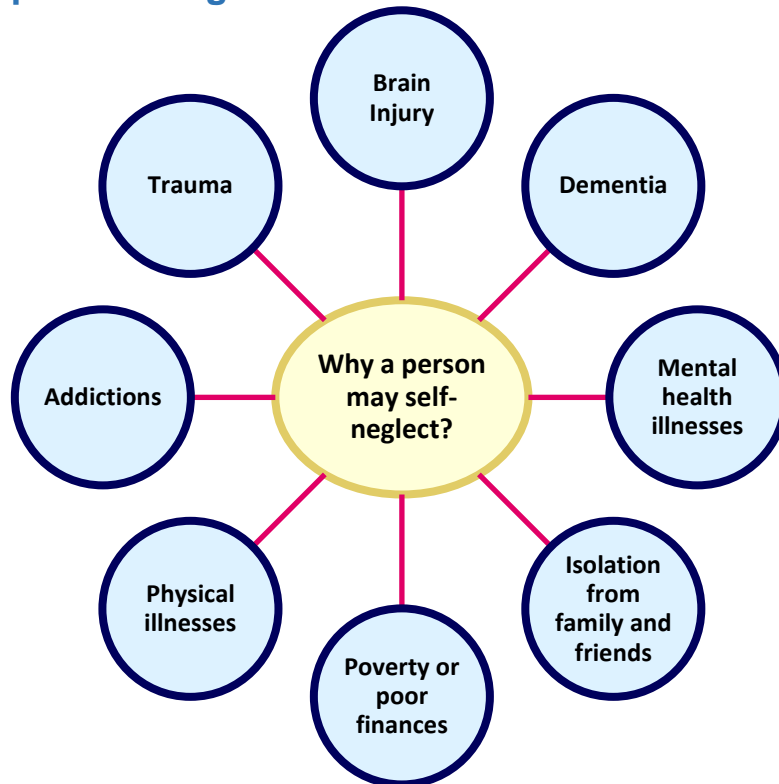 Brain
Injury
Dementia
Mental
health
illnesses
Isolation
from
family and
friends
Poverty or
poor
finances
Physical
illnesses
Addictions
Trauma
Why a person
may self-
neglect?